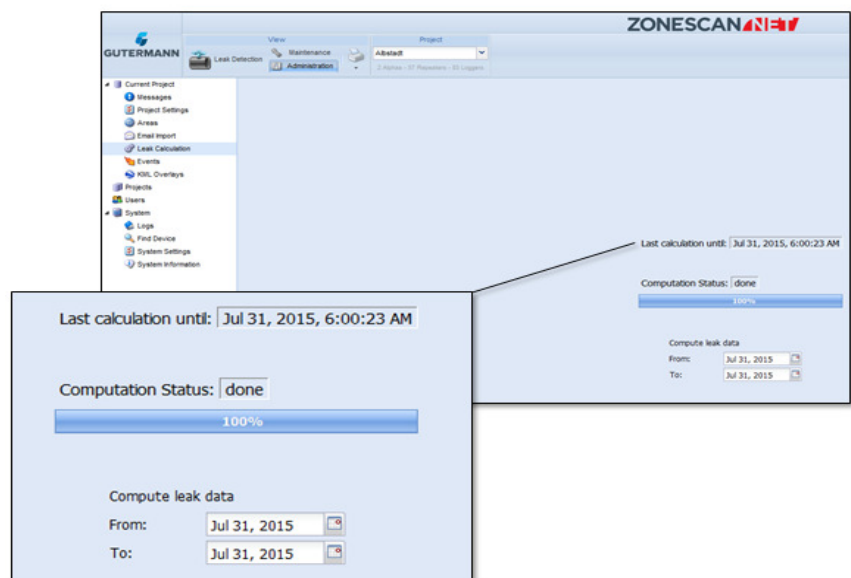 ZONESCAN NET
GUTERMANN
View
Leak Detection
Maintenance
Administration
Project
Albstadt
2 Alphas - 57 Repeaters - 93 Loggers
Current Project
Messages
Project Settings
Areas
Email Import
Leak Calculation
Events
KML Overlays
Projects
Users
System
Logs
Find Device
System Settings
System Information
Last calculation until: Jul 31, 2015, 6:00:23 AM
Computation Status: done
100%
Compute leak data
From: Jul 31, 2015
To: Jul 31, 2015
Last calculation until: Jul 31, 2015, 6:00:23 AM
Computation Status: done
100%
Compute leak data
From: Jul 31, 2015
To: Jul 31, 2015